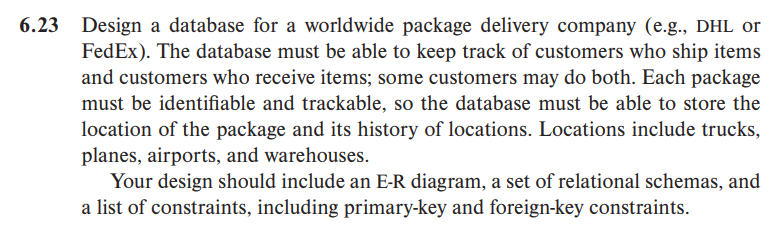 6.23 Design a database for a worldwide package delivery company (e.g., DHL or
FedEx). The database must be able to keep track of customers who ship items
and customers who receive items; some customers may do both. Each package
must be identifiable and trackable, so the database must be able to store the
location of the package and its history of locations. Locations include trucks,
planes, airports, and warehouses.
Your design should include an E-R diagram, a set of relational schemas, and
a list of constraints, including primary-key and foreign-key constraints.